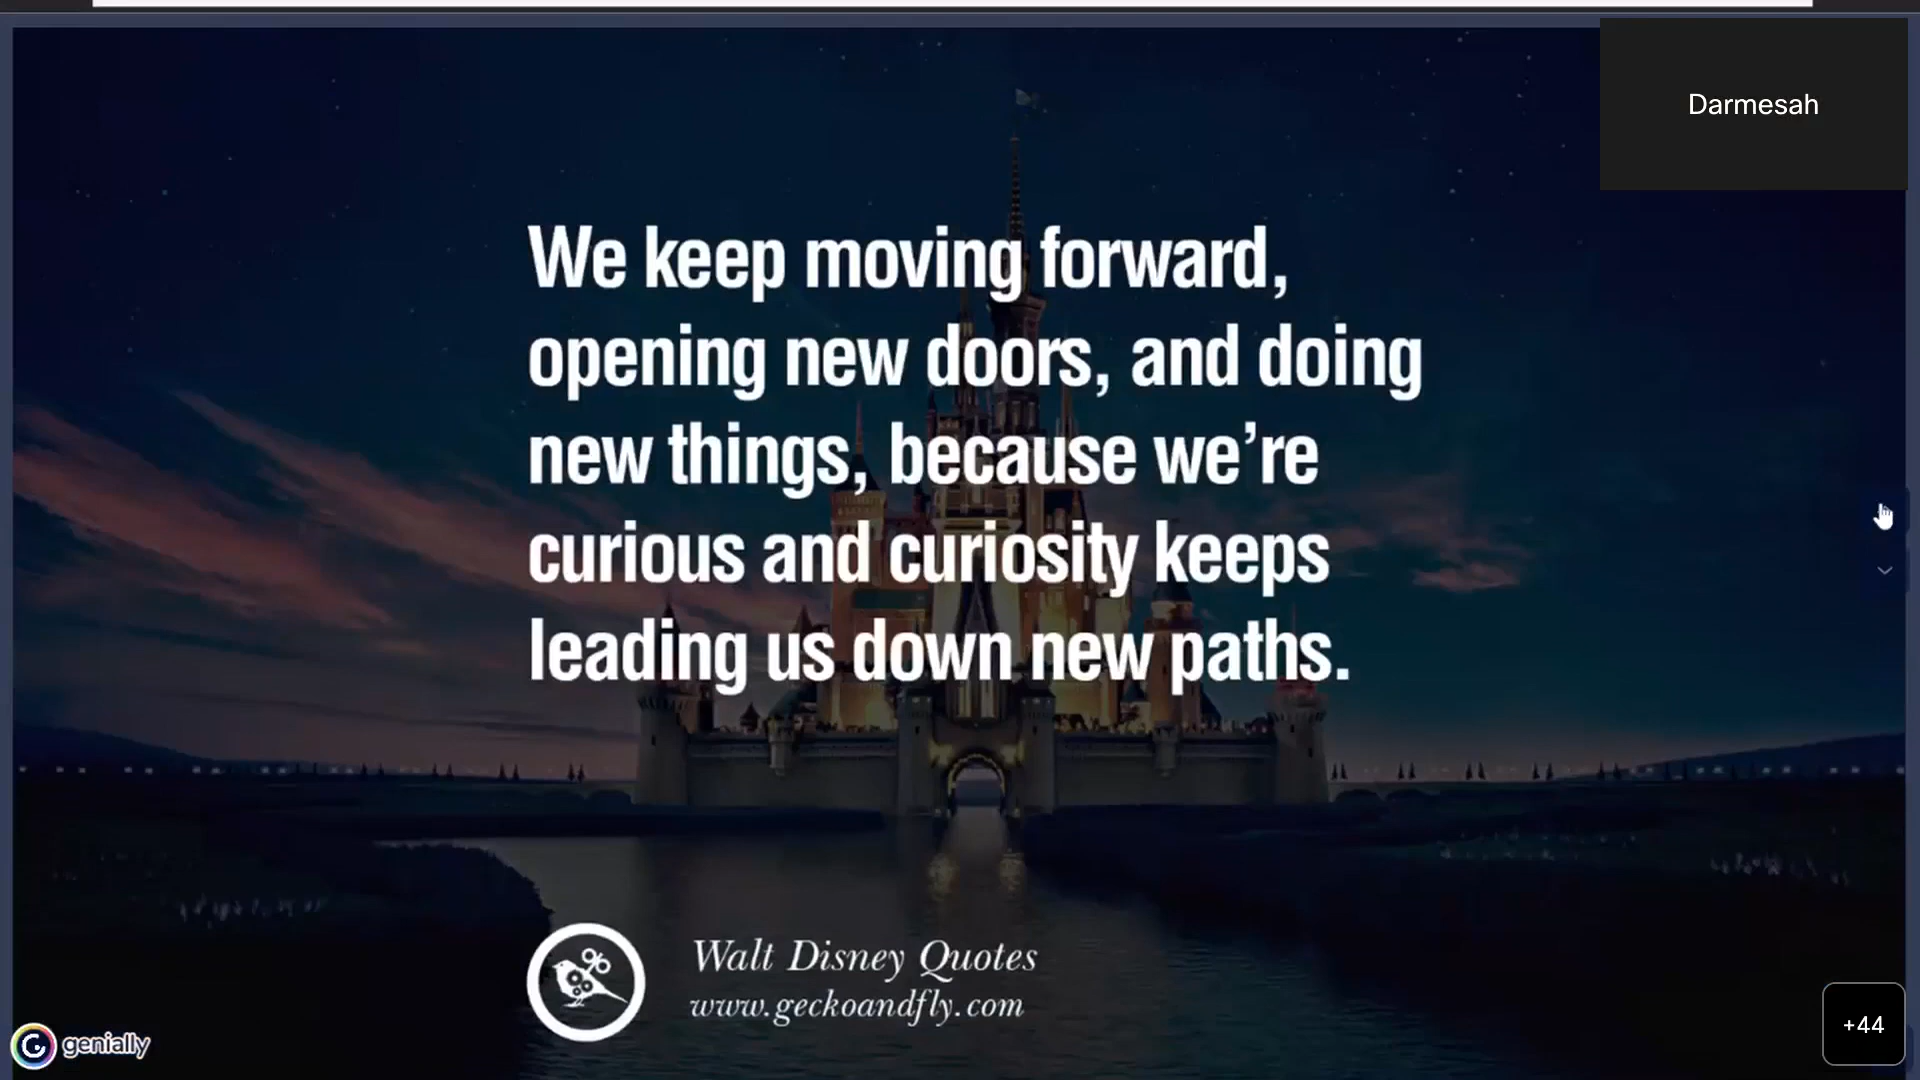 Darmesah
We keep moving forward,
opening new doors, and doing
new things, because we’re
curious and curiosity keeps
leading us down new paths.
Walt Disney Quotes
www.geckoandfly.com
genially
+44